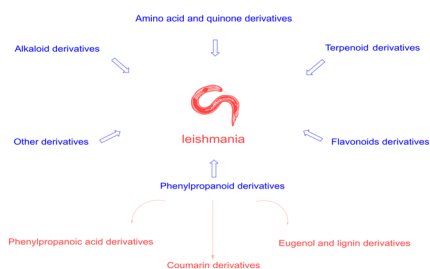 Amino acid and quinone derivatives
Alkaloid derivatives
Terpenoid derivatives
leishmania
Other derivatives
Flavonoids derivatives
Phenylpropanoid derivatives
Phenylpropanoic acid derivatives
Eugenol and lignin derivatives
Coumarin derivatives